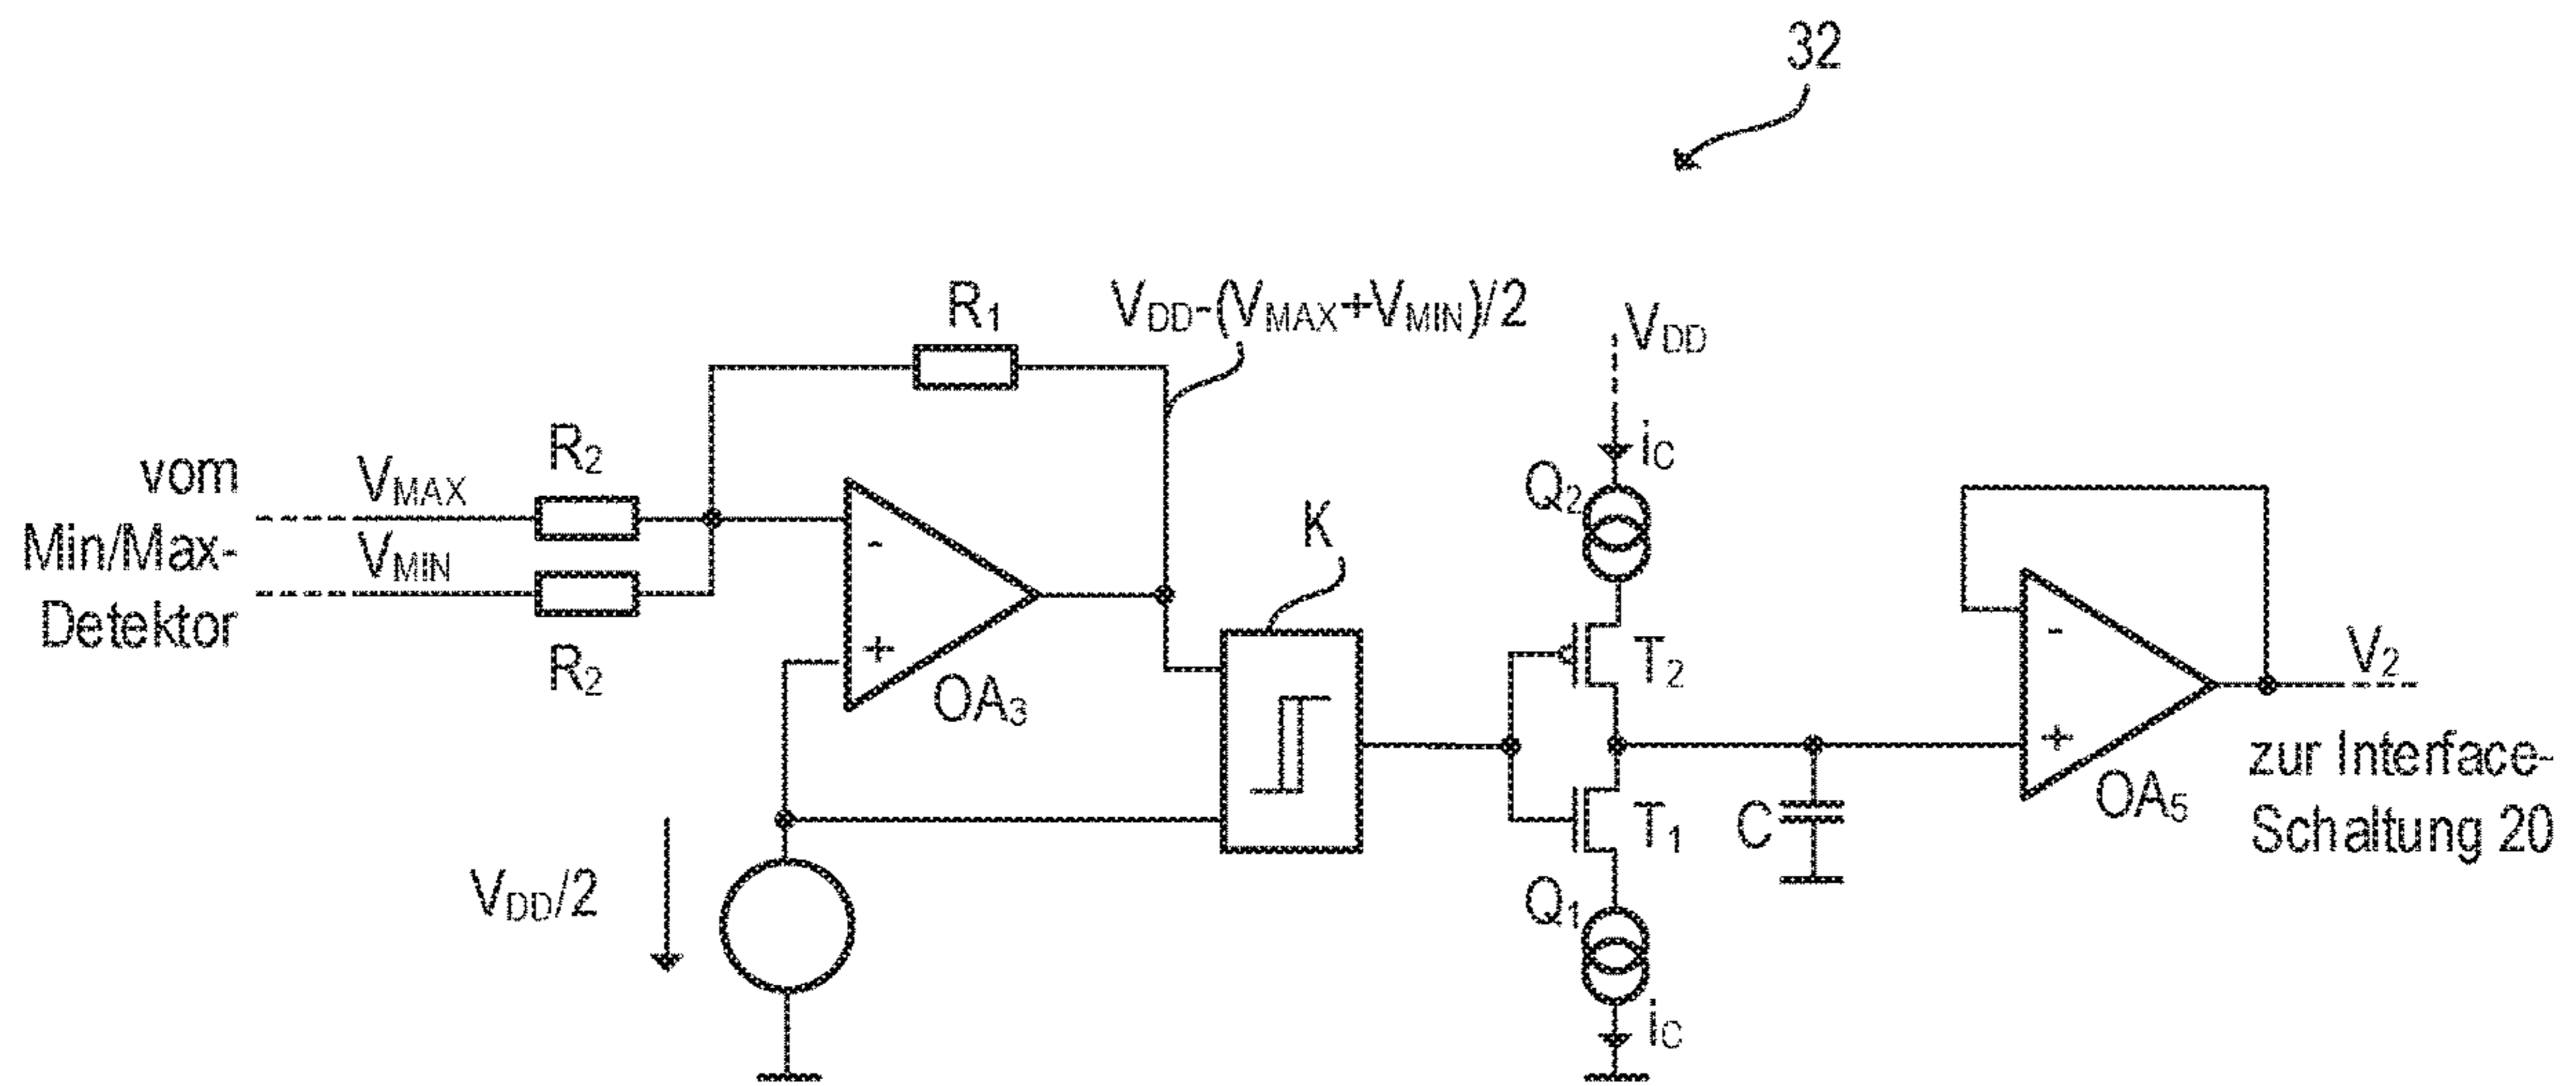 32
R1
VDD-(VMAX+VMIN)/2
VDD
iC
vom
Min/Max-
Detektor
VMAX
R2
VMIN
R2
-
+
OA3
K
Q2
T2
T1
Q1
iC
VDD/2
C
-
+
OA5
V2
zur Interface-
Schaltung 20